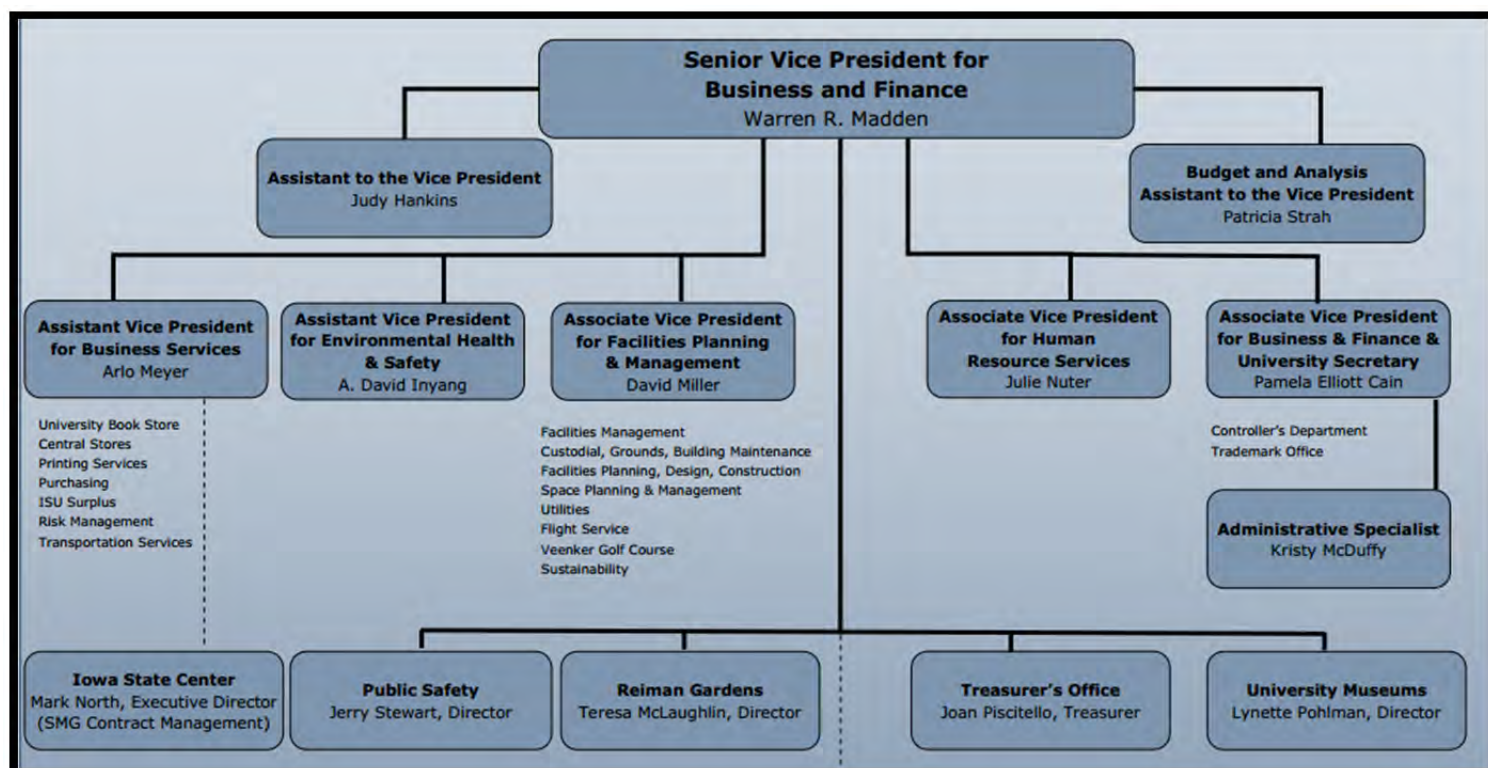 Senior Vice President for
Business and Finance
Warren R. Madden
Assistant to the Vice President
Judy Hankins
Budget and Analysis
Assistant to the Vice President
Patricia Strah
Assistant Vice President
for Business Services
Arlo Meyer
Assistant Vice President
for Environmental Health
& Safety
A. David Inyang
Associate Vice President
for Facilities Planning
& Management
David Miller
Associate Vice President
for Human
Resource Services
Julie Nuter
Associate Vice President
for Business & Finance &
University Secretary
Pamela Elliott Cain
University Book Store
Central Stores
Printing Services
Purchasing
ISU Surplus
Risk Management
Transportation Services
Facilities Management
Custodial, Grounds, Building Maintenance
Facilities Planning, Design, Construction
Space Planning & Management
Utilities
Flight Service
Veenker Golf Course
Sustainability
Controller's Department
Trademark Office
Administrative Specialist
Kristy McDuffy
Iowa State Center
Mark North, Executive Director
(SMG Contract Management)
Public Safety
Jerry Stewart, Director
Reiman Gardens
Teresa McLaughlin, Director
Treasurer's Office
Joan Piscitello, Treasurer
University Museums
Lynette Pohlman, Director